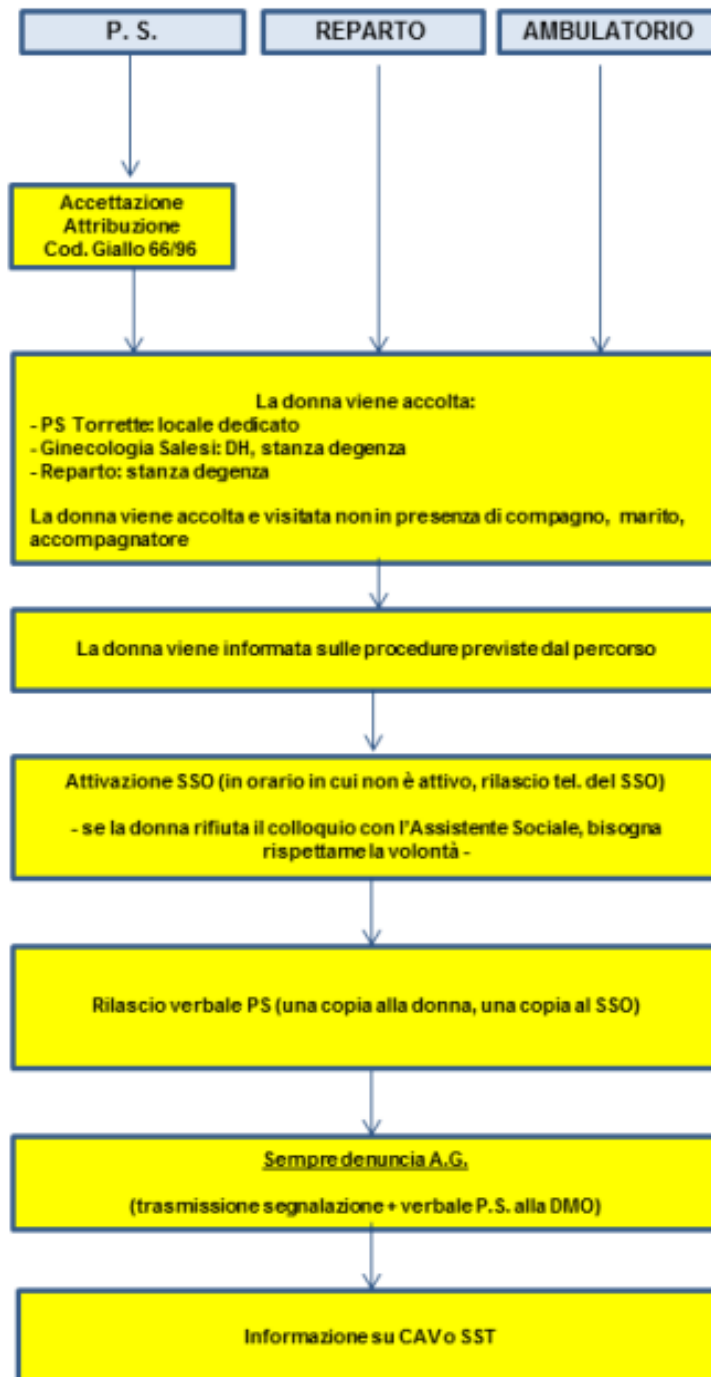 P. S.
REPARTO
AMBULATORIO
Accettazione
Attribuzione
Cod. Giallo 66/96
La donna viene accolta:
- PS Torrette: locale dedicato
- Ginecologia Salesi: DH, stanza degenza
- Reparto: stanza degenza
La donna viene accolta e visitata non in presenza di compagno, marito,
accompagnatore
La donna viene informata sulle procedure previste dal percorso
Attivazione SSO (in orario in cui non è attivo, rilascio tel. del SSO)
- se la donna rifiuta il colloquio con l'Assistente Sociale, bisogna
rispettarne la volontà -
Rilascio verbale PS (una copia alla donna, una copia al SSO)
Sempre denuncia A.G.
(trasmissione segnalazione + verbale P.S. alla DMO)
Informazione su CAV o SST